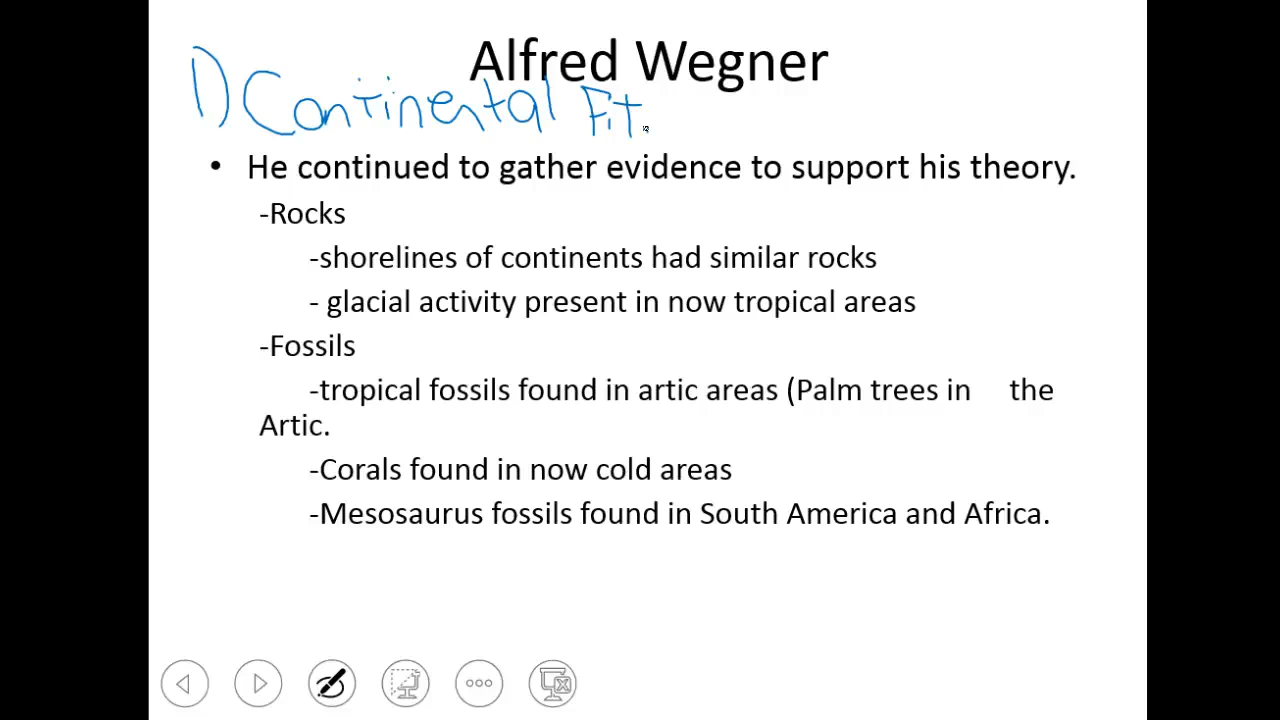 Alfred Wegner
1) Continental Fit
• He continued to gather evidence to support his theory.
-Rocks
-shorelines of continents had similar rocks
- glacial activity present in now tropical areas
-Fossils
-tropical fossils found in artic areas (Palm trees in the
Artic.
-Corals found in now cold areas
-Mesosaurus fossils found in South America and Africa.